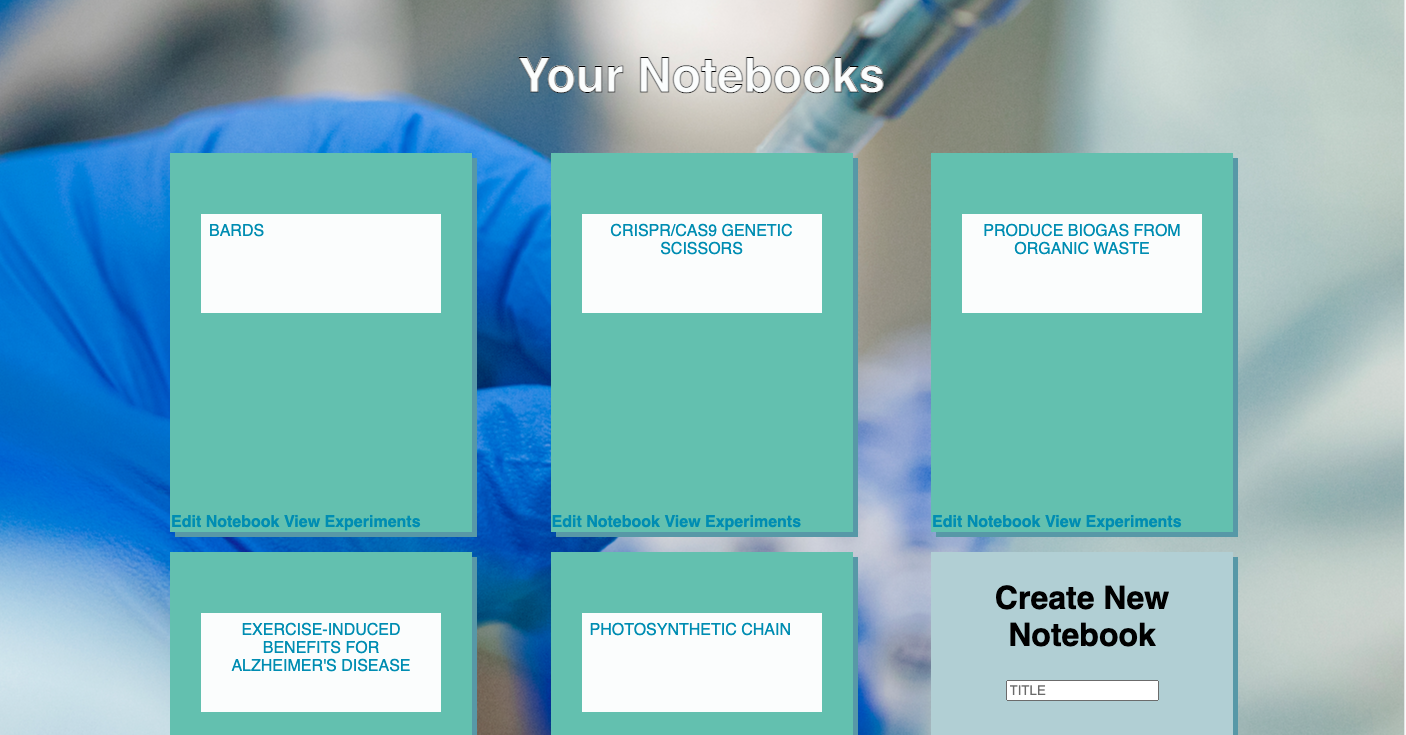 Your Notebooks
BARDS
CRISPR/CAS9 GENETIC
SCISSORS
PRODUCE BIOGAS FROM
ORGANIC WASTE
Edit Notebook View Experiments
Edit Notebook View Experiments
Edit Notebook View Experiments
EXERCISE-INDUCED
BENEFITS FOR
ALZHEIMER'S DISEASE
PHOTOSYNTHETIC CHAIN
Create New
Notebook
TITLE